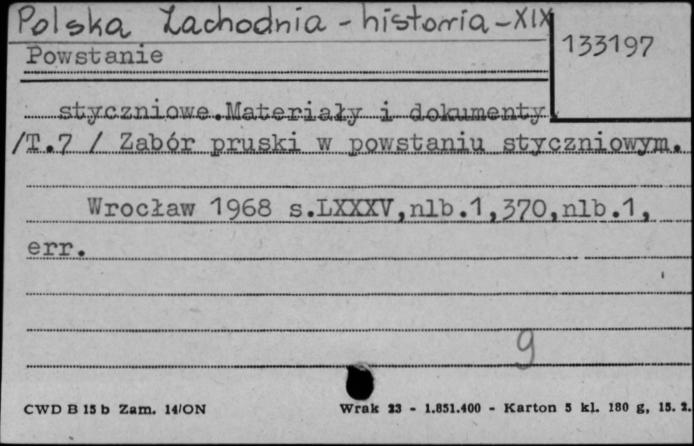 Polska Zachodnia - historia - XIX
133197
Powstanie
styczniowe.Materiały i dokumenty.
/T.7 / Zabór pruski w powstaniu styczniowym.
Wrocław 1968 s.LXXXV,nlb.1,370,nlb.1,
err.
9
CWD B 15 b Zam. 14/ON
Wrak 23 - 1.851.400 - Karton 5 kl. 180 g, 15. 2.